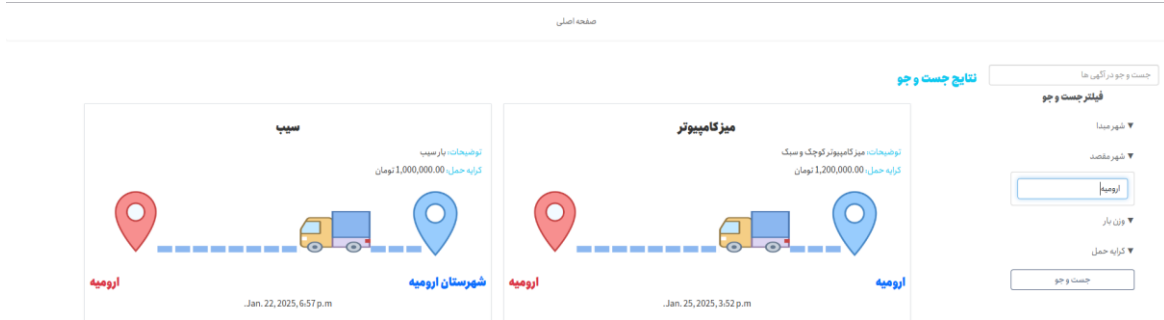 صفحه اصلی
جست و جو در آگهی ها
فیلتر جست و جو
▼ شهر مبدا
▼ شهر مقصد
ارومیه
▼ وزن بار
▼ کرایه حمل
جست و جو
نتایج جست و جو
میز کامپیوتر
توضیحات: میز کامپیوتر کوچک و سبک
کرایه حمل: 1,200,000.00 تومان
ارومیه
ارومیه
Jan. 25, 2025, 3:52 p.m.
سیب
توضیحات: بار سیب
کرایه حمل: 1,000,000.00 تومان
شهرستان ارومیه
ارومیه
Jan. 22, 2025, 6:57 p.m.